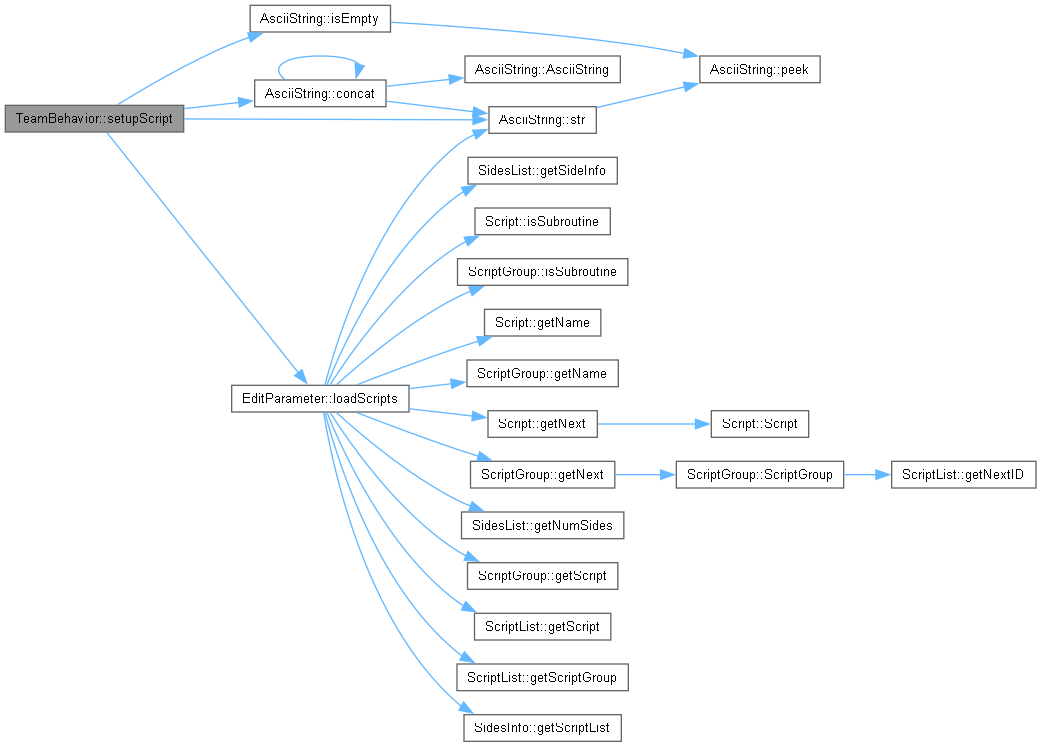 AsciiString::isEmpty
AsciiString::peek
AsciiString::AsciiString
AsciiString::concat
TeamBehavior::setupScript
AsciiString::str
SidesList::getSideInfo
Script::isSubroutine
ScriptGroup::isSubroutine
Script::getName
ScriptGroup::getName
EditParameter::loadScripts
Script::getNext
Script::Script
ScriptGroup::getNext
ScriptGroup::ScriptGroup
ScriptList::getNextID
SidesList::getNumSides
ScriptGroup::getScript
ScriptList::getScript
ScriptList::getScriptGroup
SidesInfo::getScriptList